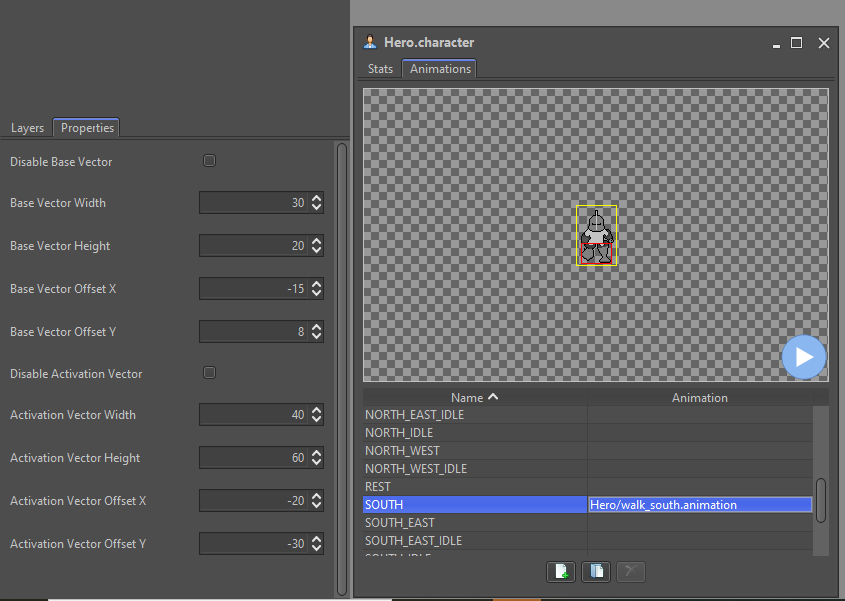 Layers Properties
Disable Base Vector
Base Vector Width 30
Base Vector Height 20
Base Vector Offset X -15
Base Vector Offset Y 8
Disable Activation Vector
Activation Vector Width 40
Activation Vector Height 60
Activation Vector Offset X -20
Activation Vector Offset Y -30
Hero.character
Stats Animations
Name Animation
NORTH_EAST_IDLE
NORTH_IDLE
NORTH_WEST
NORTH_WEST_IDLE
REST
SOUTH Hero/walk_south.animation
SOUTH_EAST
SOUTH_EAST_IDLE
SOUTH_IDLE